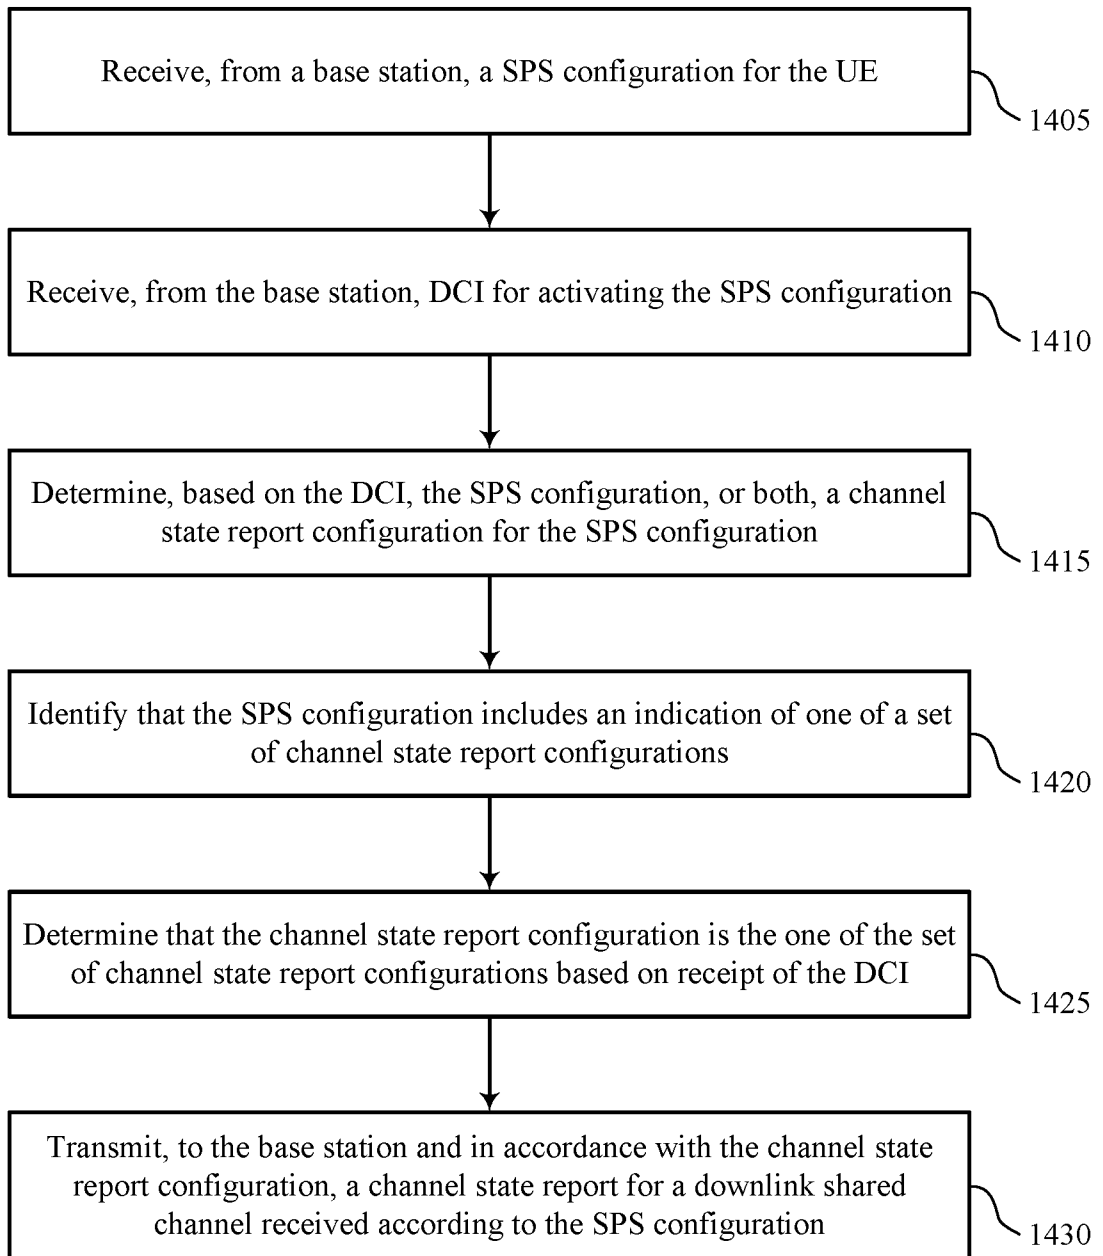 Receive, from a base station, a SPS configuration for the UE
1405
Receive, from the base station, DCI for activating the SPS configuration
1410
Determine, based on the DCI, the SPS configuration, or both, a channel
state report configuration for the SPS configuration
1415
Identify that the SPS configuration includes an indication of one of a set
of channel state report configurations
1420
Determine that the channel state report configuration is the one of the set
of channel state report configurations based on receipt of the DCI
1425
Transmit, to the base station and in accordance with the channel state
report configuration, a channel state report for a downlink shared
channel received according to the SPS configuration
1430